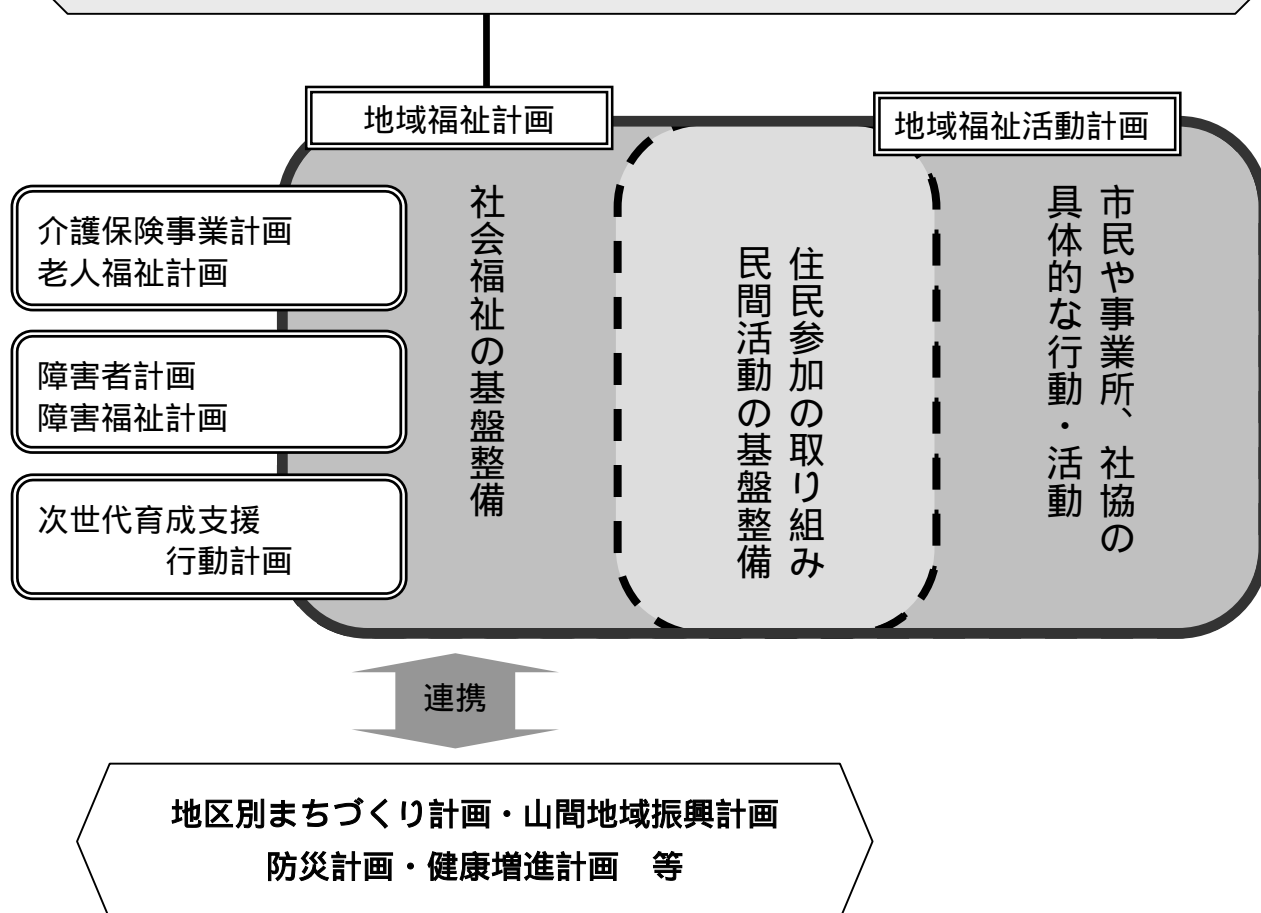 地域福祉計画
地域福祉活動計画
介護保険事業計画
老人福祉計画
障害者計画
障害福祉計画
次世代育成支援
行動計画
社会福祉の基盤整備
住民参加の取り組み
民間活動の基盤整備
市民や事業所、社協の
具体的な行動・活動
連携
地区別まちづくり計画・山間地域振興計画
防災計画・健康増進計画　等